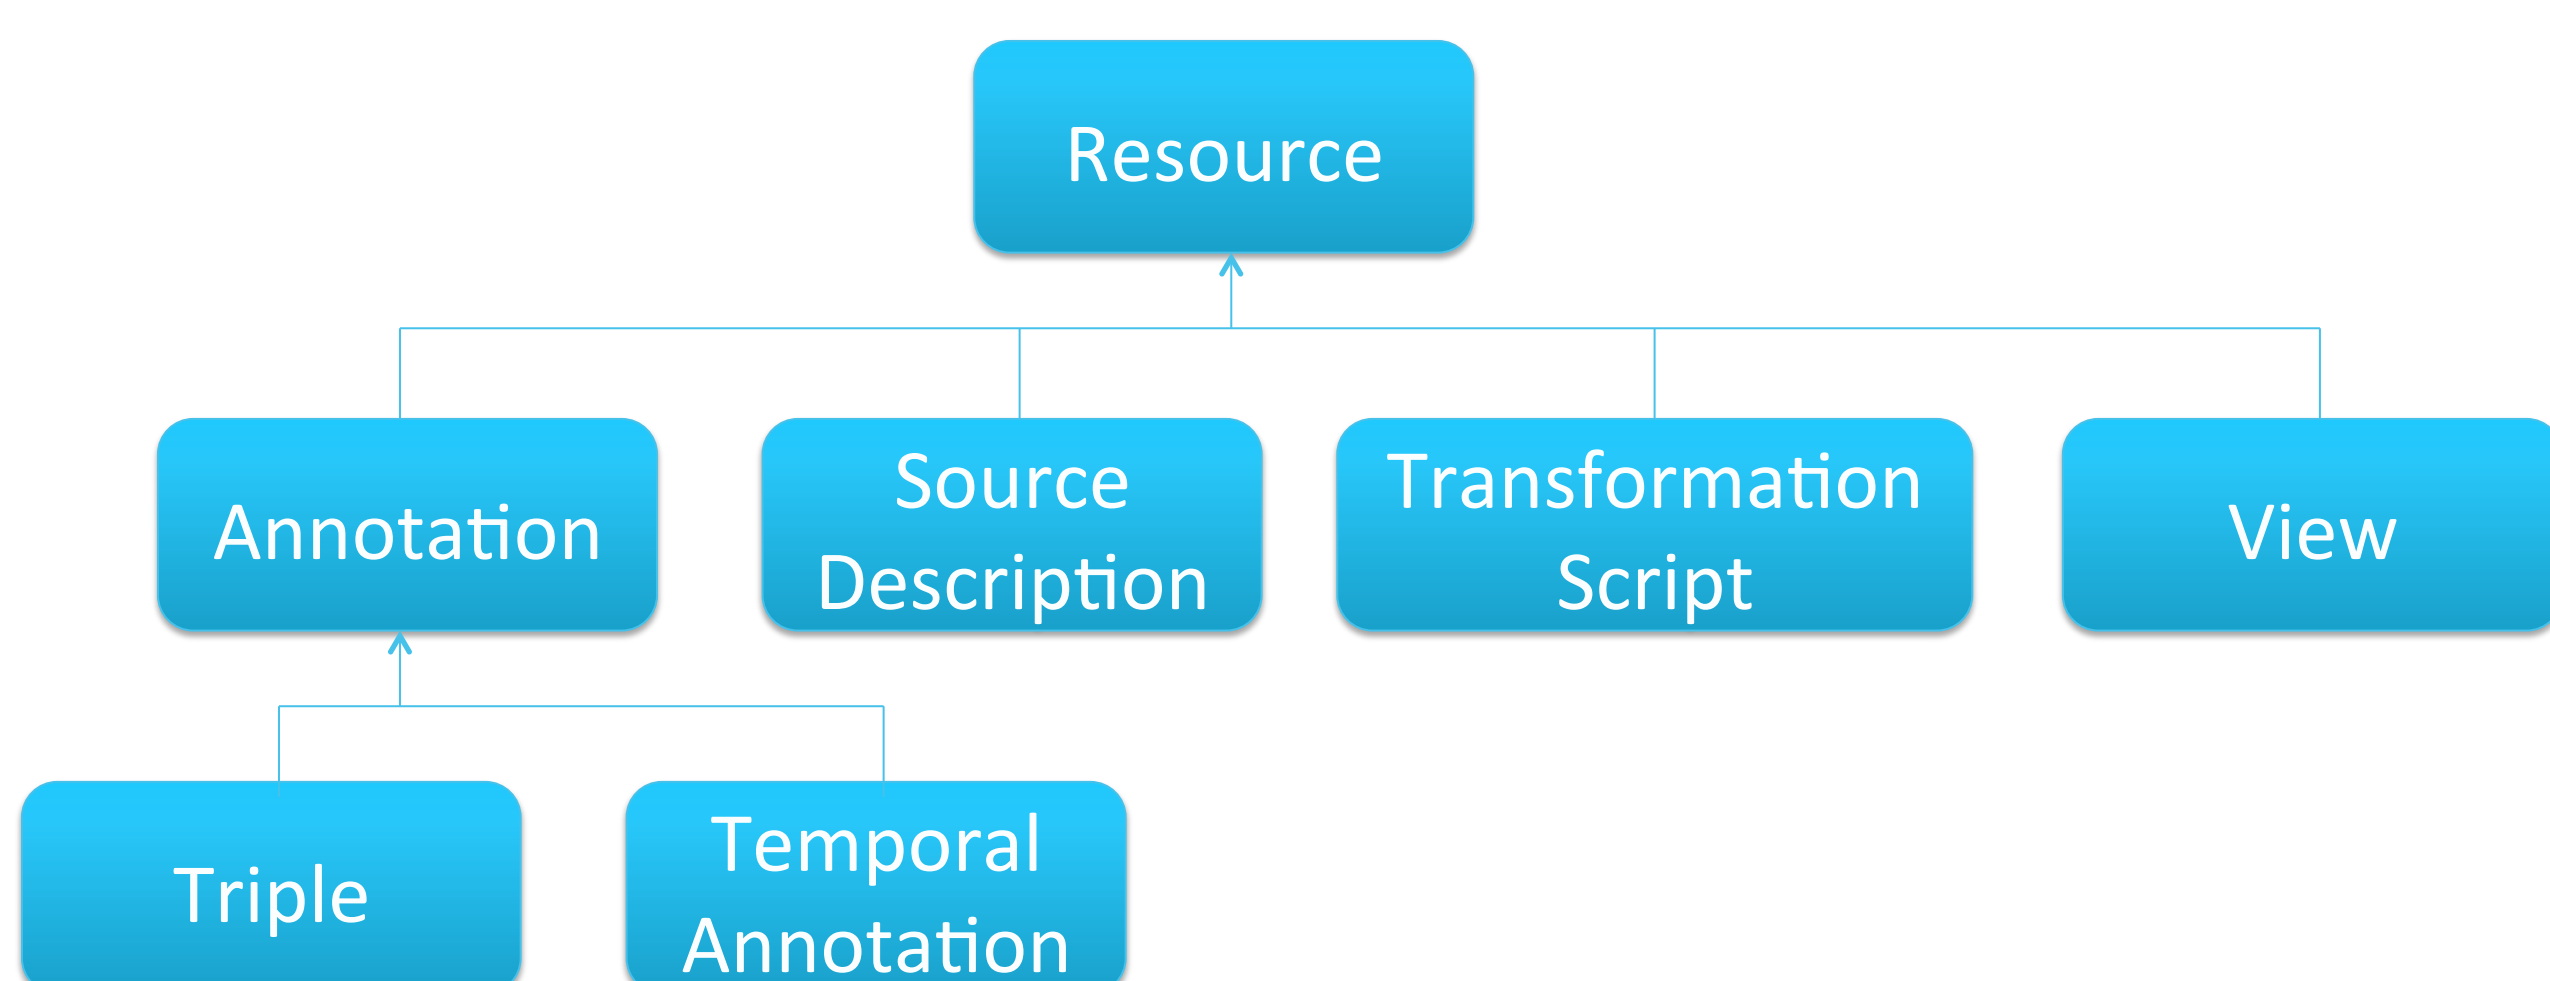 Resource
Annotation
Source
Description
Transformation
Script
View
Triple
Temporal
Annotation